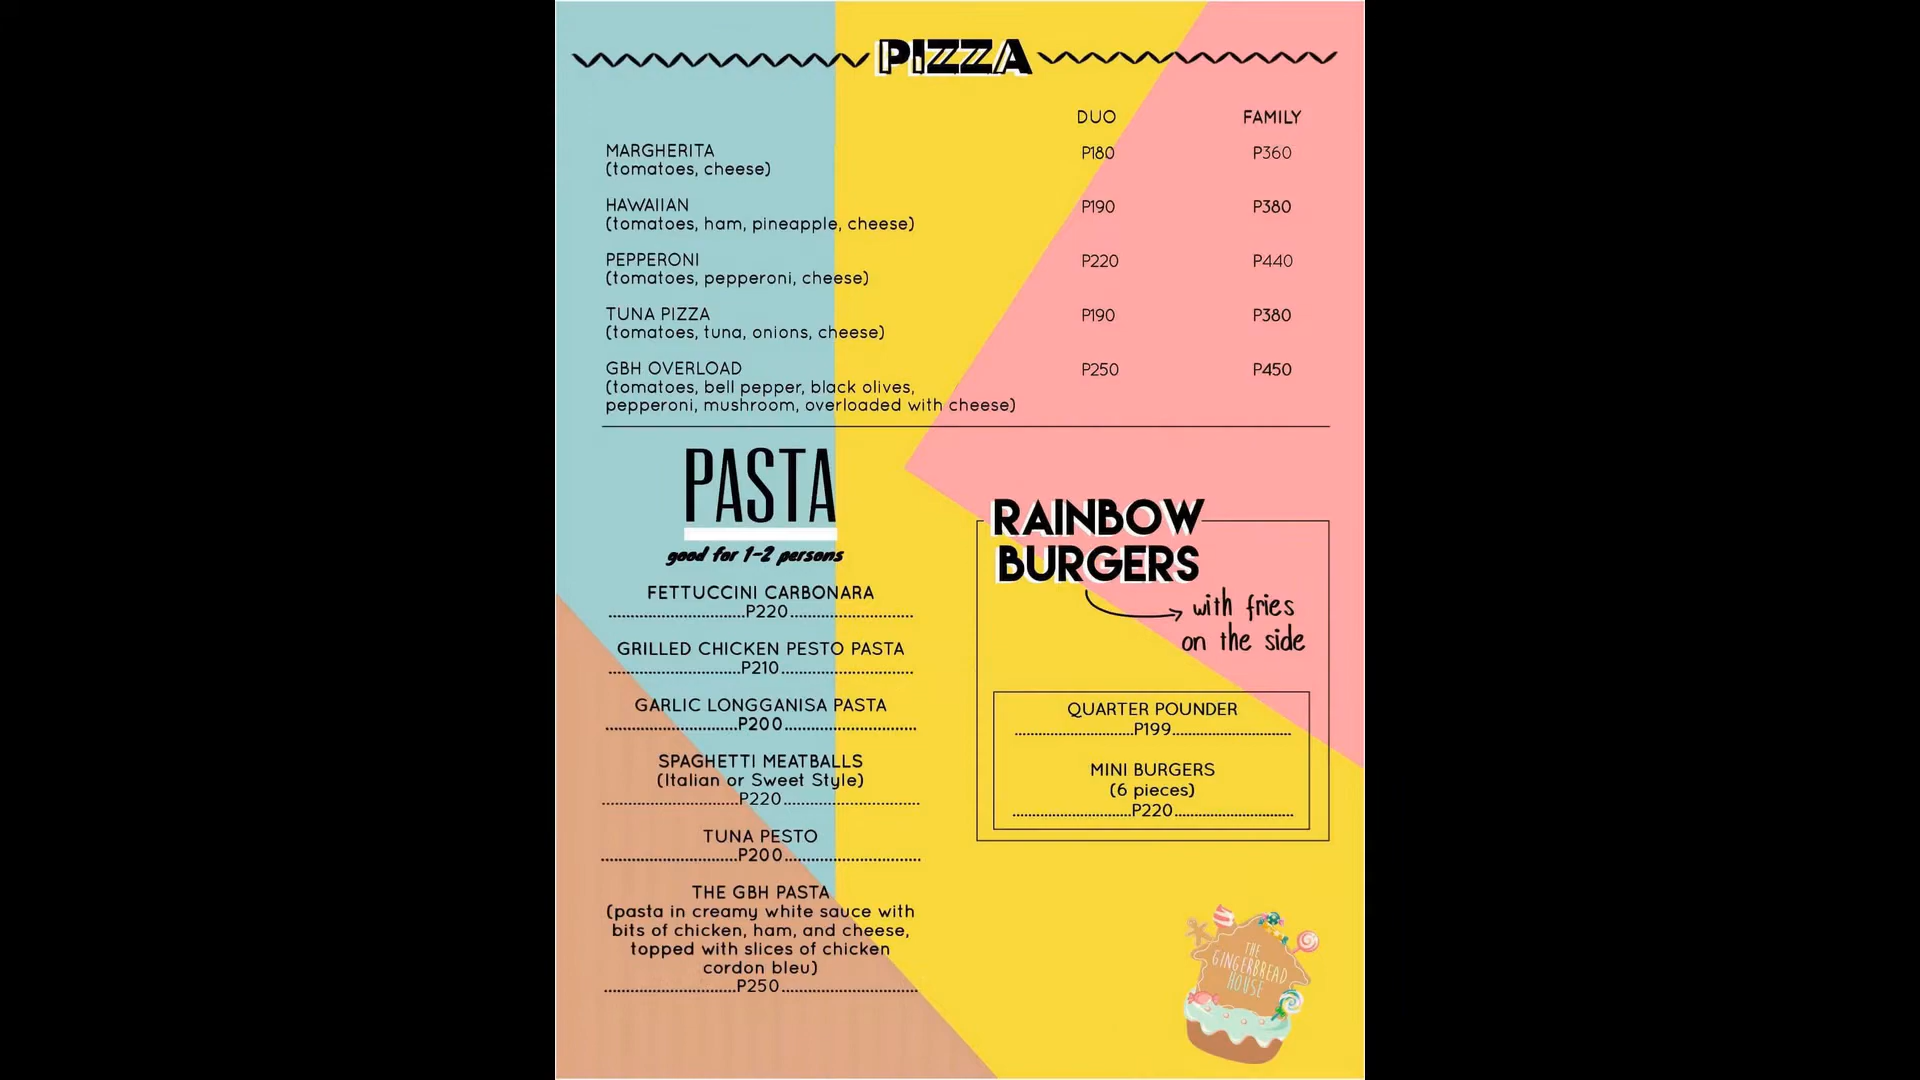 PIZZA
DUO FAMILY
MARGHERITA P180 P360
(tomatoes, cheese)
HAWAIIAN P190 P380
(tomatoes, ham, pineapple, cheese)
PEPPERONI P220 P440
(tomatoes, pepperoni, cheese)
TUNA PIZZA P190 P380
(tomatoes, tuna, onions, cheese)
GBH OVERLOAD P250 P450
(tomatoes, bell pepper, black olives,
pepperoni, mushroom, overloaded with cheese)
PASTA
good for 1-2 persons
FETTUCCINI CARBONARA
P220
GRILLED CHICKEN PESTO PASTA
P210
GARLIC LONGGANISA PASTA
P200
SPAGHETTI MEATBALLS
(Italian or Sweet Style)
P220
TUNA PESTO
P200
THE GBH PASTA
(pasta in creamy white sauce with
bits of chicken, ham, and cheese,
topped with slices of chicken
cordon bleu)
P250
RAINBOW
BURGERS
with fries
on the side
QUARTER POUNDER
P199
MINI BURGERS
(6 pieces)
P220
THE
GINGERBREAD
HOUSE